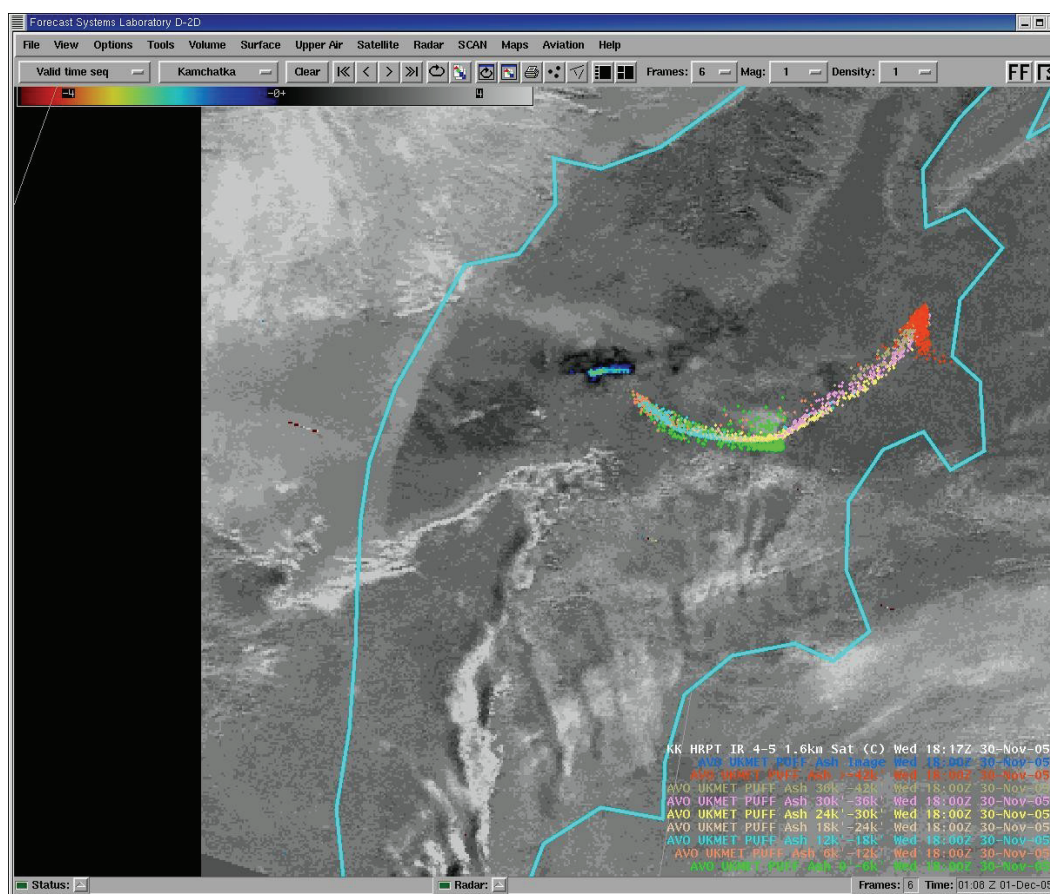 Forecast Systems Laboratory D-2D
File View Options Tools Volume Surface Upper Air Satellite Radar SCAN Maps Aviation Help
Valid time seq Kamchatka Clear Frames: 6 Mag: 1 Density: 1 FF
-4 -0+ 4
KK HRPT IR 4-5 1.6km Sat (C) Wed 18:17Z 30-Nov-05
AVO UKMET PUFF Ash Image Wed 18:00Z 30-Nov-05
AVO UKMET PUFF Ash >=42k' Wed 18:00Z 30-Nov-05
AVO UKMET PUFF Ash 36k'-42k' Wed 18:00Z 30-Nov-05
AVO UKMET PUFF Ash 30k'-36k' Wed 18:00Z 30-Nov-05
AVO UKMET PUFF Ash 24k'-30k' Wed 18:00Z 30-Nov-05
AVO UKMET PUFF Ash 18k'-24k' Wed 18:00Z 30-Nov-05
AVO UKMET PUFF Ash 12k'-18k' Wed 18:00Z 30-Nov-05
AVO UKMET PUFF Ash 6k'-12k' Wed 18:00Z 30-Nov-05
AVO UKMET PUFF Ash 0'-6k' Wed 18:00Z 30-Nov-05
Status: Radar: Frames: 6 Time: 01:08 Z 01-Dec-05